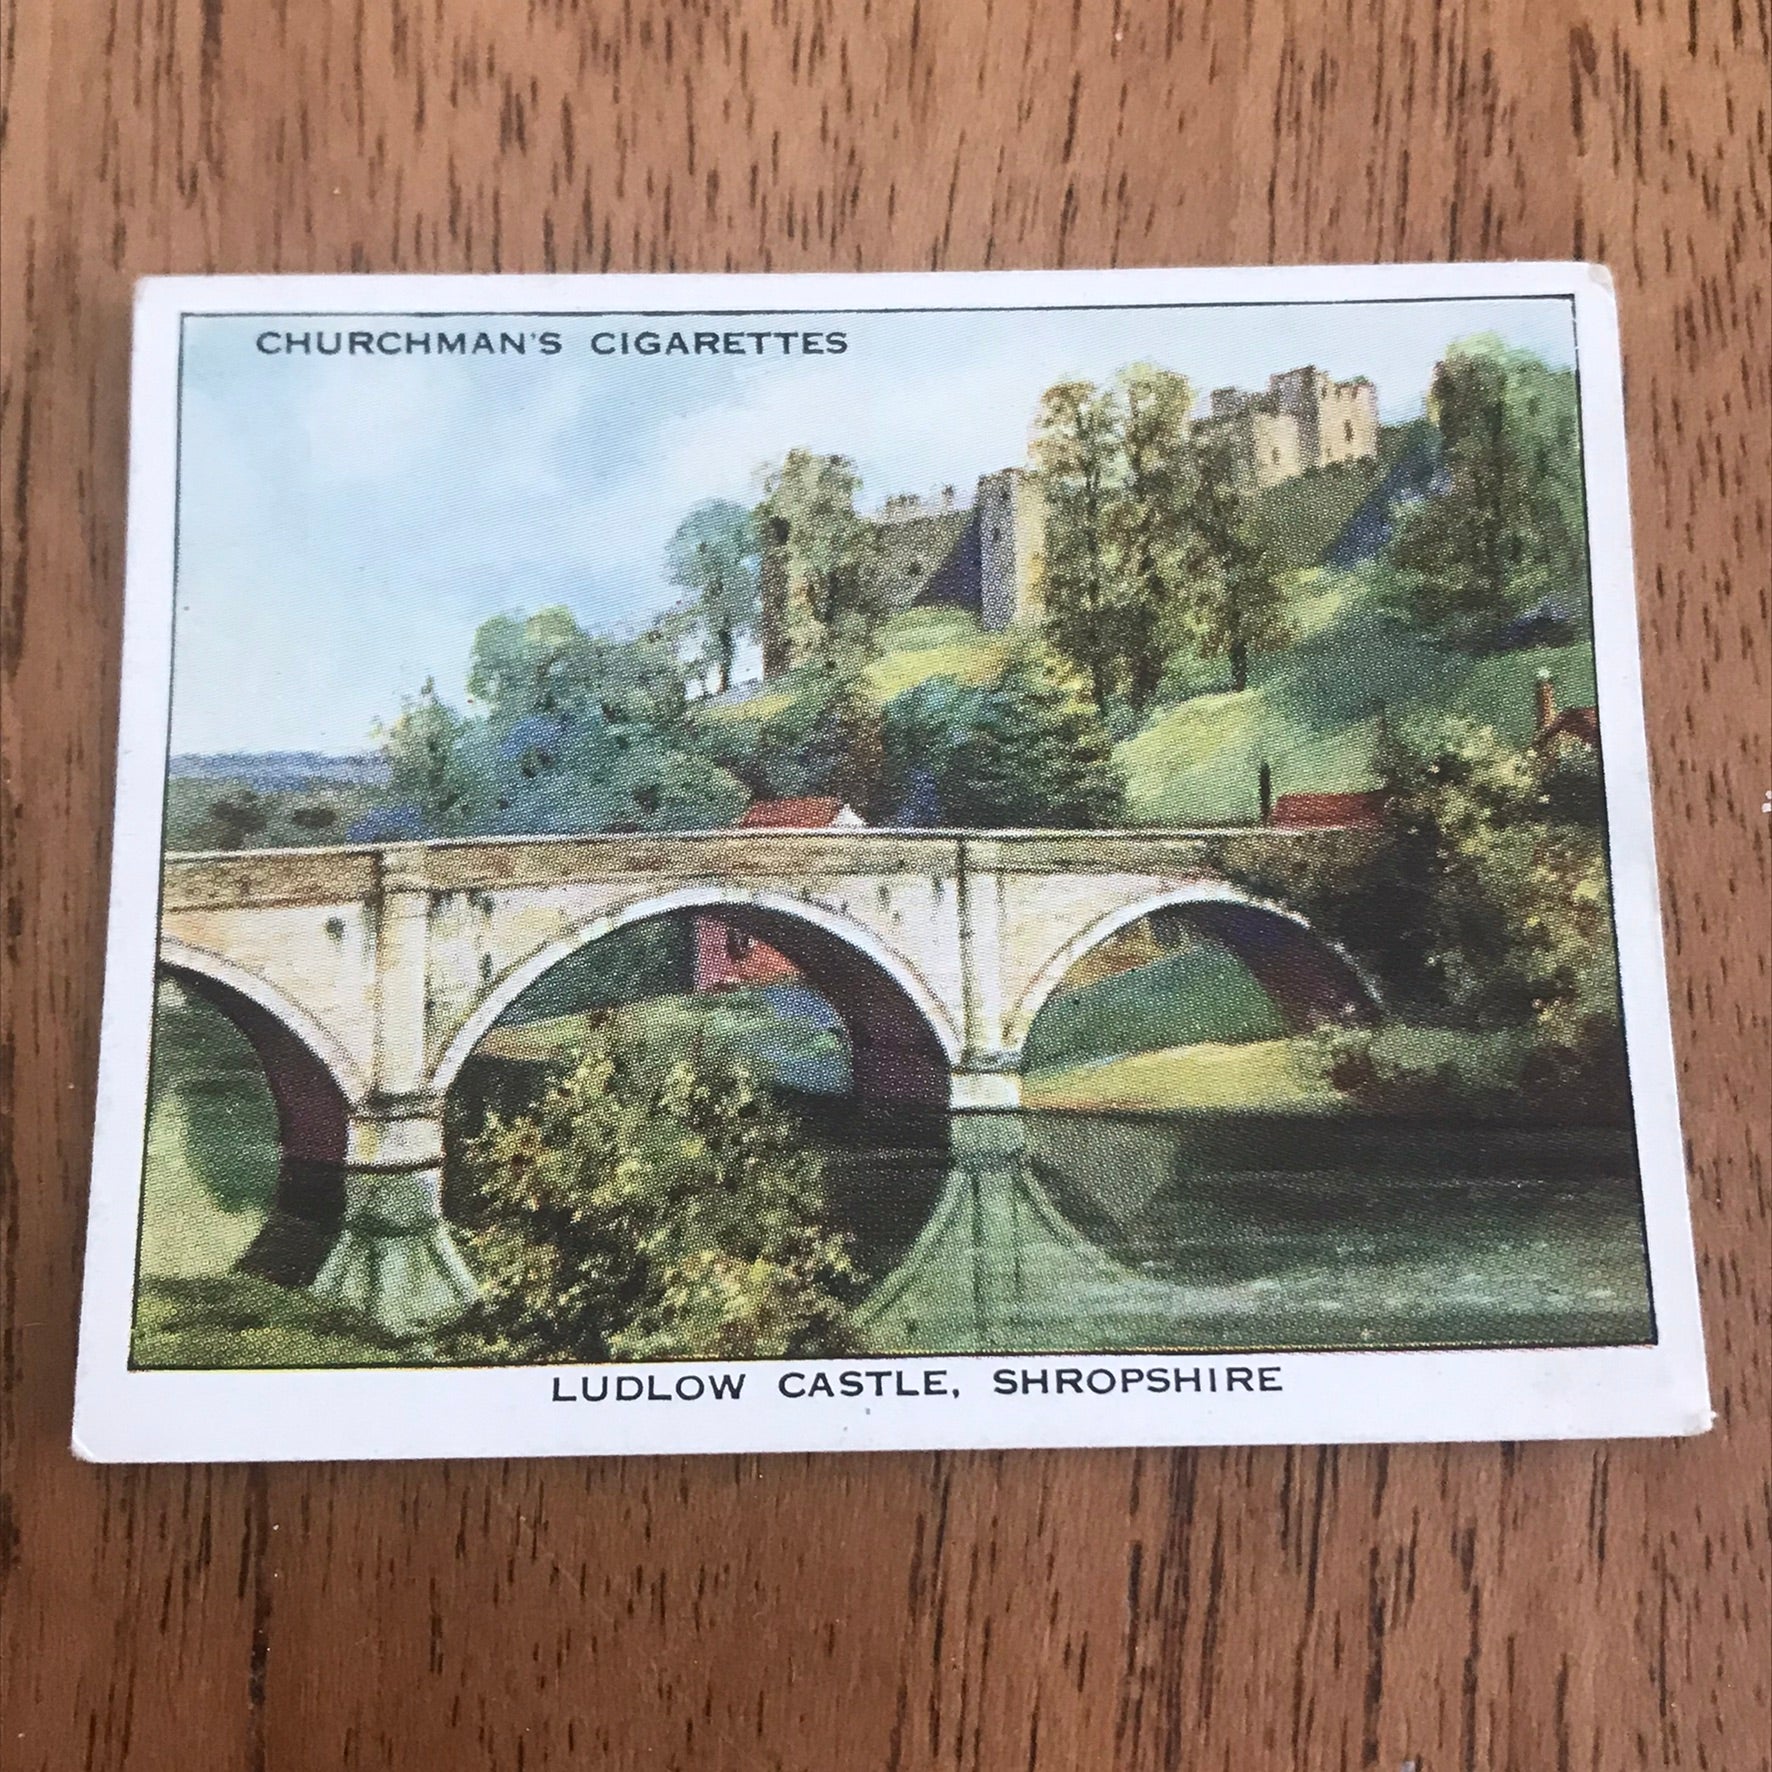 CHURCHMAN'S CIGARETTES
LUDLOW CASTLE, SHROPSHIRE